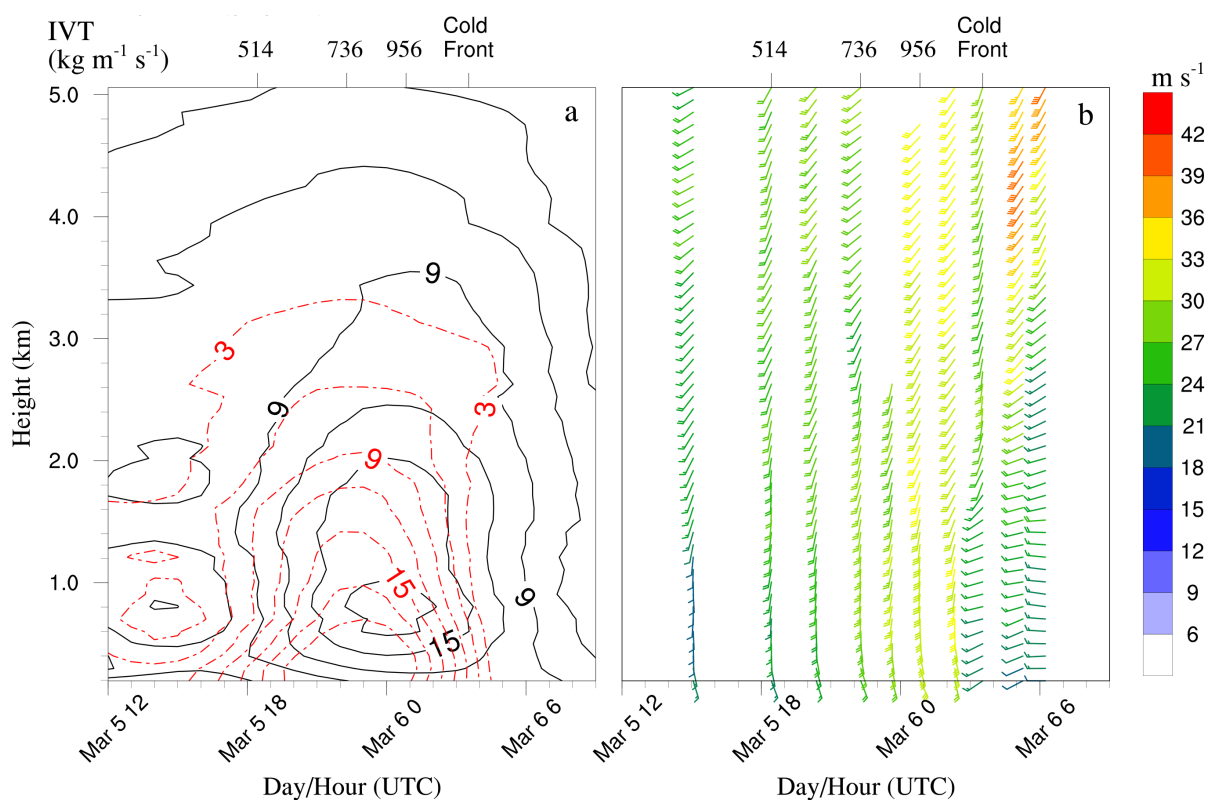 IVT
(kg m⁻¹ s⁻¹)
514 736 956 Cold
Front
514 736 956 Cold
Front
m s⁻¹
a
b
5.0
4.0
3.0
2.0
1.0
Height (km)
9
3
9
3
9
15
9
15
42
39
36
33
30
27
24
21
18
15
12
9
6
Mar 5 12
Mar 5 18
Mar 6 0
Mar 6 6
Day/Hour (UTC)
Mar 5 12
Mar 5 18
Mar 6 0
Mar 6 6
Day/Hour (UTC)